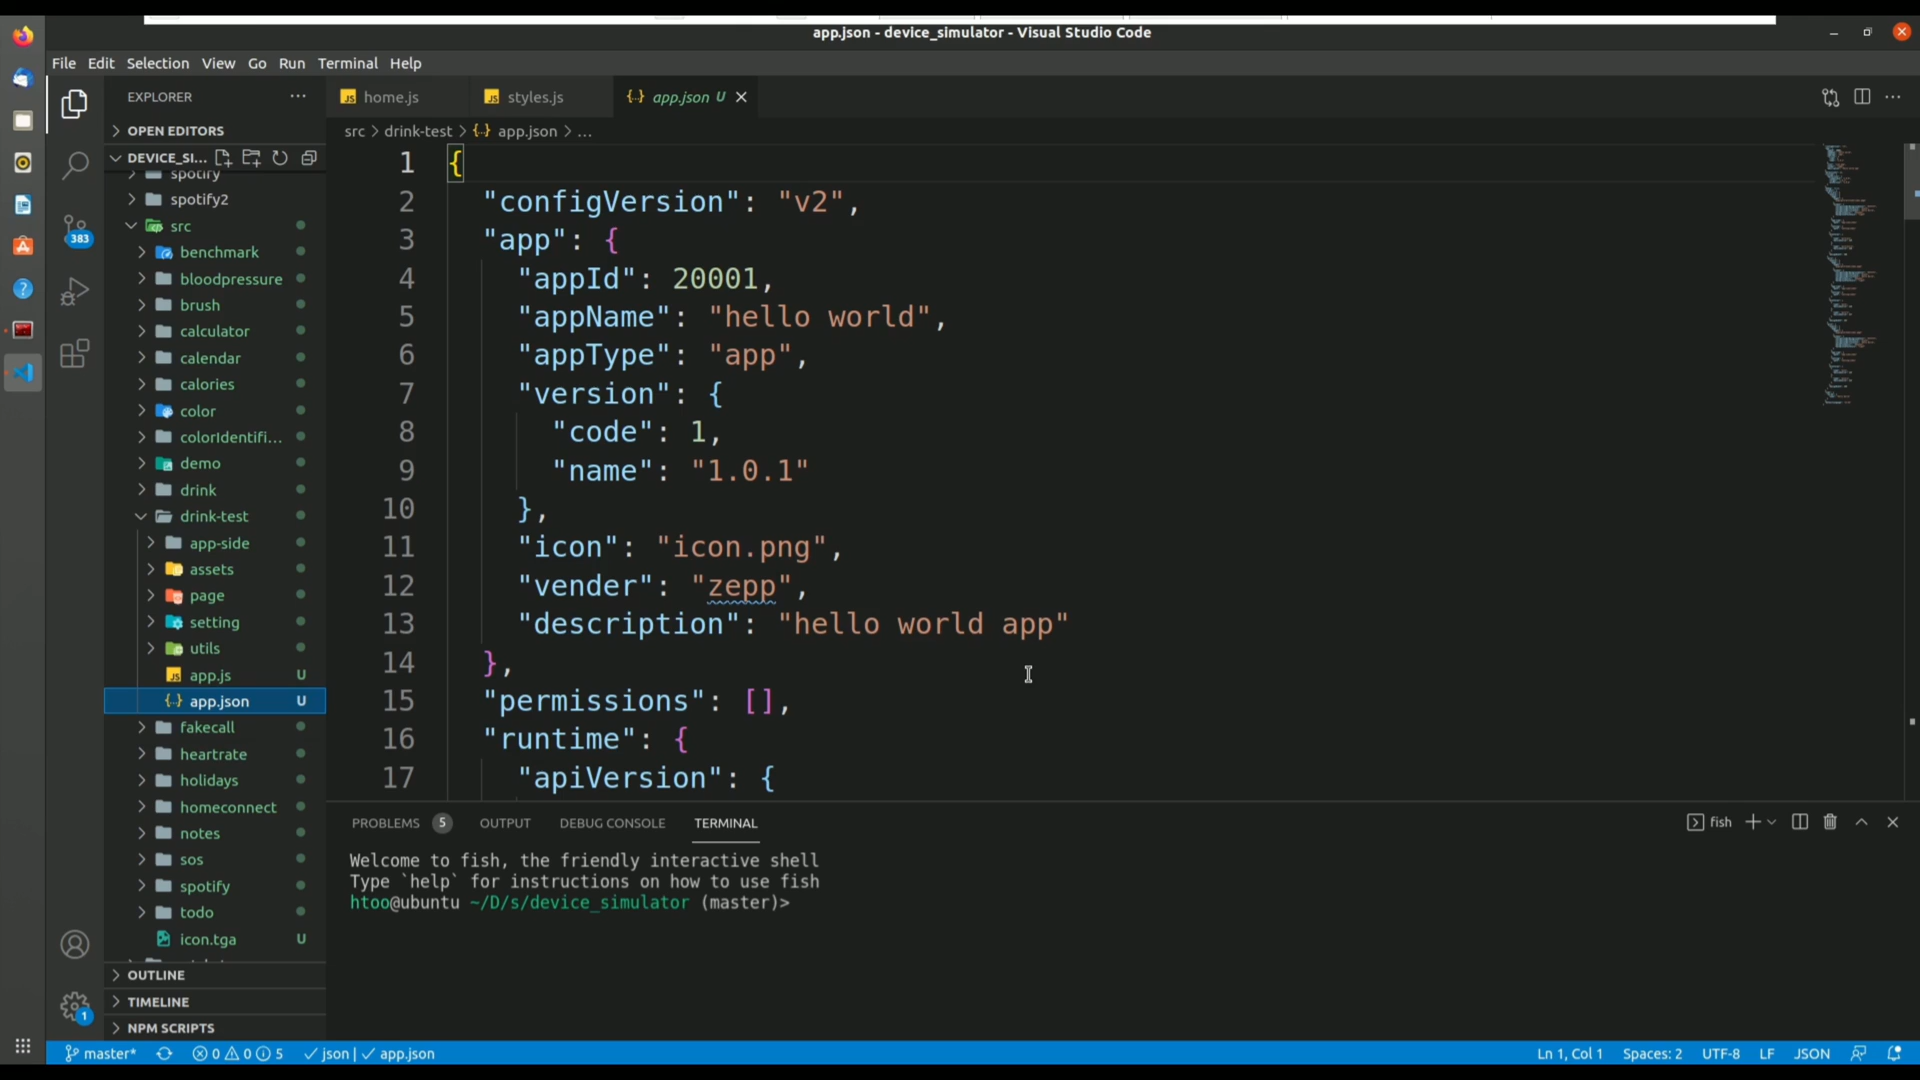 app.json - device_simulator - Visual Studio Code
File Edit Selection View Go Run Terminal Help
EXPLORER
OPEN EDITORS
DEVICE_SI...
spotify
spotify2
src
benchmark
bloodpressure
brush
calculator
calendar
calories
color
colorIdentifi...
demo
drink
drink-test
app-side
assets
page
setting
utils
app.js U
app.json U
fakecall
heartrate
holidays
homeconnect
notes
sos
spotify
todo
icon.tga U
OUTLINE
TIMELINE
NPM SCRIPTS
383
1
home.js styles.js app.json U
src > drink-test > app.json > ...
1 {
2 "configVersion": "v2",
3 "app": {
4 "appId": 20001,
5 "appName": "hello world",
6 "appType": "app",
7 "version": {
8 "code": 1,
9 "name": "1.0.1"
10 },
11 "icon": "icon.png",
12 "vender": "zepp",
13 "description": "hello world app"
14 },
15 "permissions": [],
16 "runtime": {
17 "apiVersion": {
PROBLEMS 5 OUTPUT DEBUG CONSOLE TERMINAL fish
Welcome to fish, the friendly interactive shell
Type `help` for instructions on how to use fish
htoo@ubuntu ~/D/s/device_simulator (master)>
master* 0 0 5 json | app.json Ln 1, Col 1 Spaces: 2 UTF-8 LF JSON